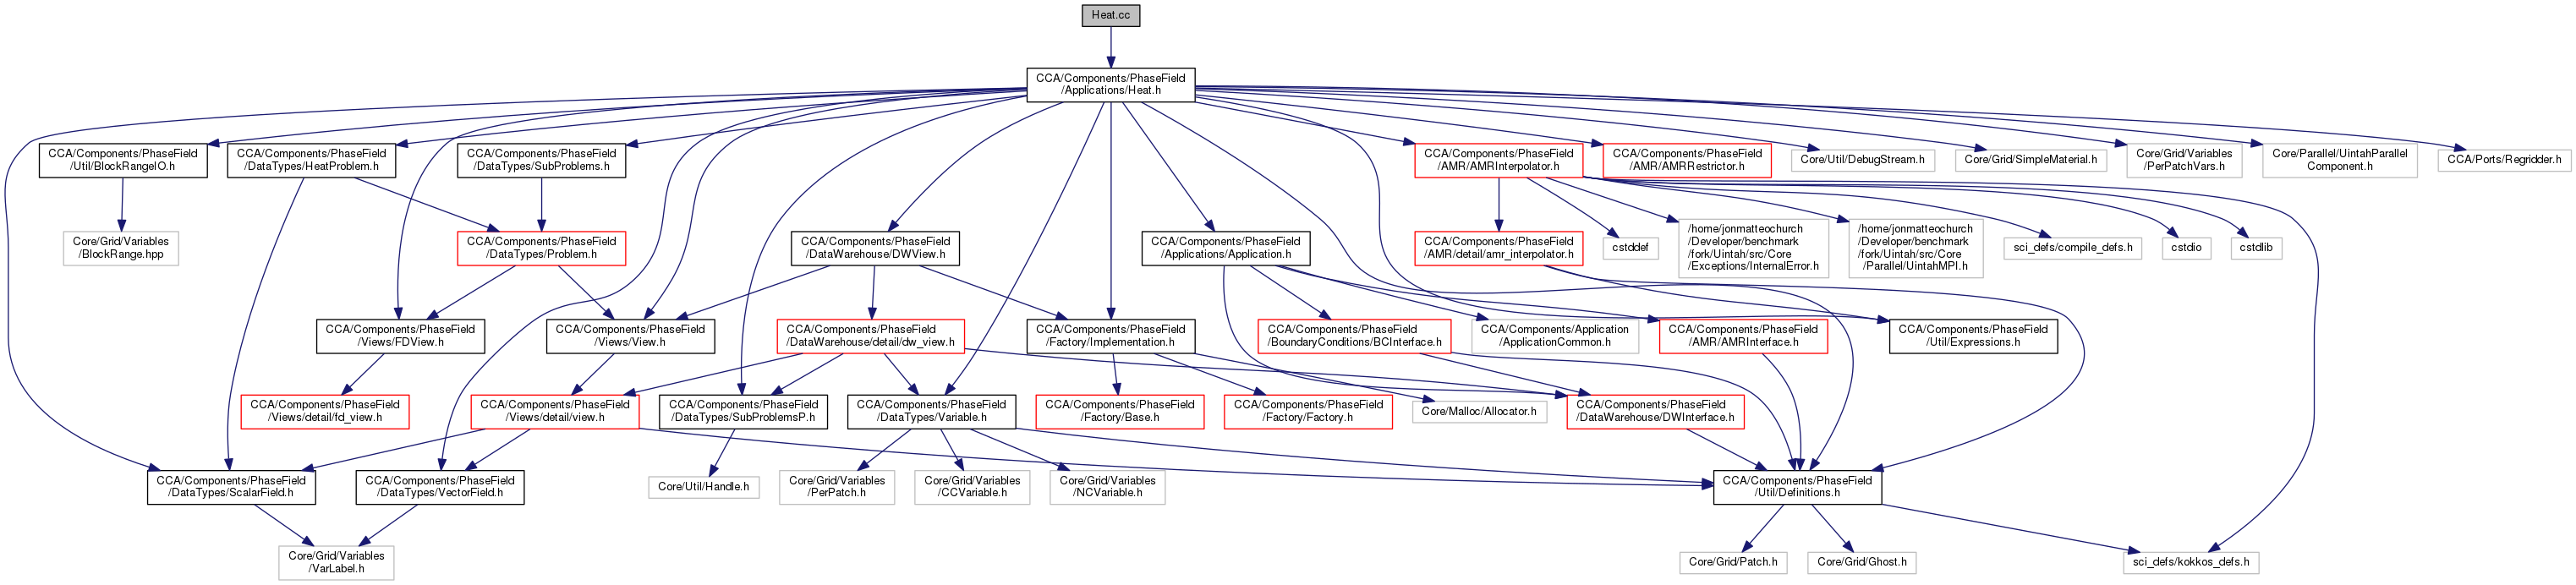 Heat.cc
CCA/Components/PhaseField
/Applications/Heat.h
CCA/Components/PhaseField
/Util/BlockRangeIO.h
CCA/Components/PhaseField
/DataTypes/HeatProblem.h
CCA/Components/PhaseField
/DataTypes/SubProblems.h
CCA/Components/PhaseField
/AMR/AMRInterpolator.h
CCA/Components/PhaseField
/AMR/AMRRestrictor.h
Core/Util/DebugStream.h
Core/Grid/SimpleMaterial.h
Core/Grid/Variables
/PerPatchVars.h
Core/Parallel/UintahParallel
Component.h
CCA/Ports/Regridder.h
Core/Grid/Variables
/BlockRange.hpp
CCA/Components/PhaseField
/DataTypes/Problem.h
CCA/Components/PhaseField
/DataWarehouse/DWView.h
CCA/Components/PhaseField
/Applications/Application.h
CCA/Components/PhaseField
/AMR/detail/amr_interpolator.h
cstddef
/home/jonmatteochurch
/Developer/benchmark
/fork/Uintah/src/Core
/Exceptions/InternalError.h
/home/jonmatteochurch
/Developer/benchmark
/fork/Uintah/src/Core
/Parallel/UintahMPI.h
sci_defs/compile_defs.h
cstdio
cstdlib
CCA/Components/PhaseField
/Views/FDView.h
CCA/Components/PhaseField
/Views/View.h
CCA/Components/PhaseField
/DataWarehouse/detail/dw_view.h
CCA/Components/PhaseField
/Factory/Implementation.h
CCA/Components/PhaseField
/BoundaryConditions/BCInterface.h
CCA/Components/Application
/ApplicationCommon.h
CCA/Components/PhaseField
/AMR/AMRInterface.h
CCA/Components/PhaseField
/Util/Expressions.h
CCA/Components/PhaseField
/Views/detail/fd_view.h
CCA/Components/PhaseField
/Views/detail/view.h
CCA/Components/PhaseField
/DataTypes/SubProblemsP.h
CCA/Components/PhaseField
/DataTypes/Variable.h
CCA/Components/PhaseField
/Factory/Base.h
CCA/Components/PhaseField
/Factory/Factory.h
Core/Malloc/Allocator.h
CCA/Components/PhaseField
/DataWarehouse/DWInterface.h
CCA/Components/PhaseField
/DataTypes/ScalarField.h
CCA/Components/PhaseField
/DataTypes/VectorField.h
Core/Util/Handle.h
Core/Grid/Variables
/PerPatch.h
Core/Grid/Variables
/CCVariable.h
Core/Grid/Variables
/NCVariable.h
CCA/Components/PhaseField
/Util/Definitions.h
Core/Grid/Variables
/VarLabel.h
Core/Grid/Patch.h
Core/Grid/Ghost.h
sci_defs/kokkos_defs.h